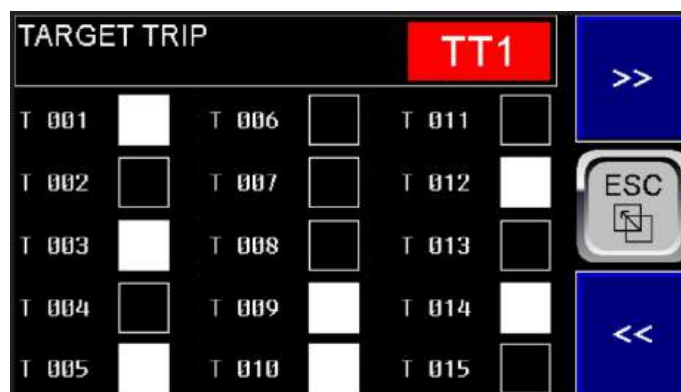 TARGET TRIP TT1 >>
T 001 T 006 T 011
T 002 T 007 T 012 ESC
T 003 T 008 T 013
T 004 T 009 T 014 <<
T 005 T 010 T 015